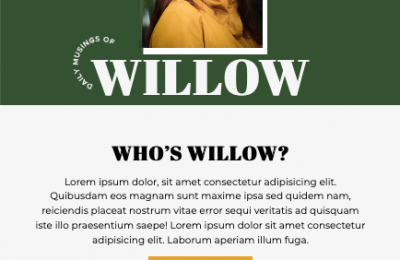 DAILY MUSINGS OF
WILLOW
WHO'S WILLOW?
Lorem ipsum dolor, sit amet consectetur adipisicing elit.
Quibusdam eos magnam sunt maxime ipsa sed quidem nam,
reiciendis placeat nostrum veritatis error sequi veritatis ad quisquam
iste illo praesentium saepe! Lorem ipsum dolor sit amet consectetur,
adipisicing elit. Laborum aperiam illum fuga.